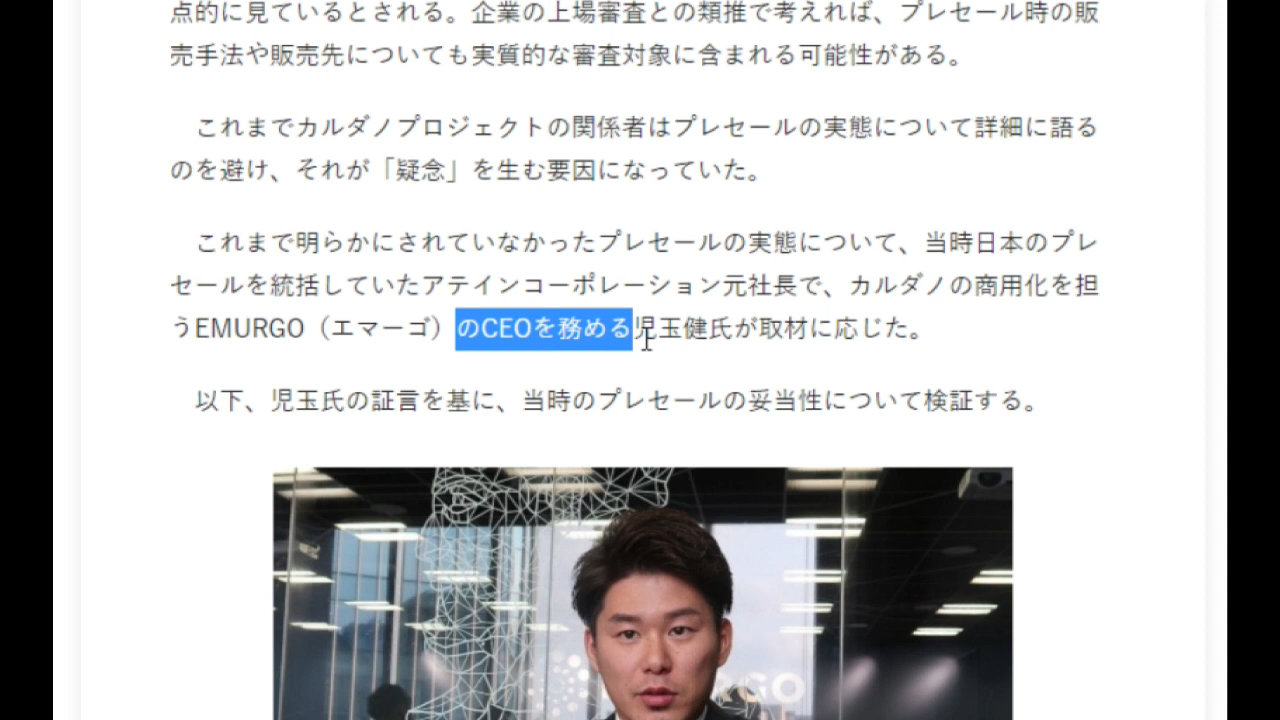 点的に見ているとされる。企業の上場審査との類推で考えれば、プレセール時の販
売手法や販売先についても実質的な審査対象に含まれる可能性がある。
これまでカルダノプロジェクトの関係者はプレセールの実態について詳細に語る
のを避け、それが「疑念」を生む要因になっていた。
これまで明らかにされていなかったプレセールの実態について、当時日本のプレ
セールを統括していたアテインコーポレーション元社長で、カルダノの商用化を担
うEMURGO（エマーゴ）のCEOを務める児玉健氏が取材に応じた。
以下、児玉氏の証言を基に、当時のプレセールの妥当性について検証する。
RGO